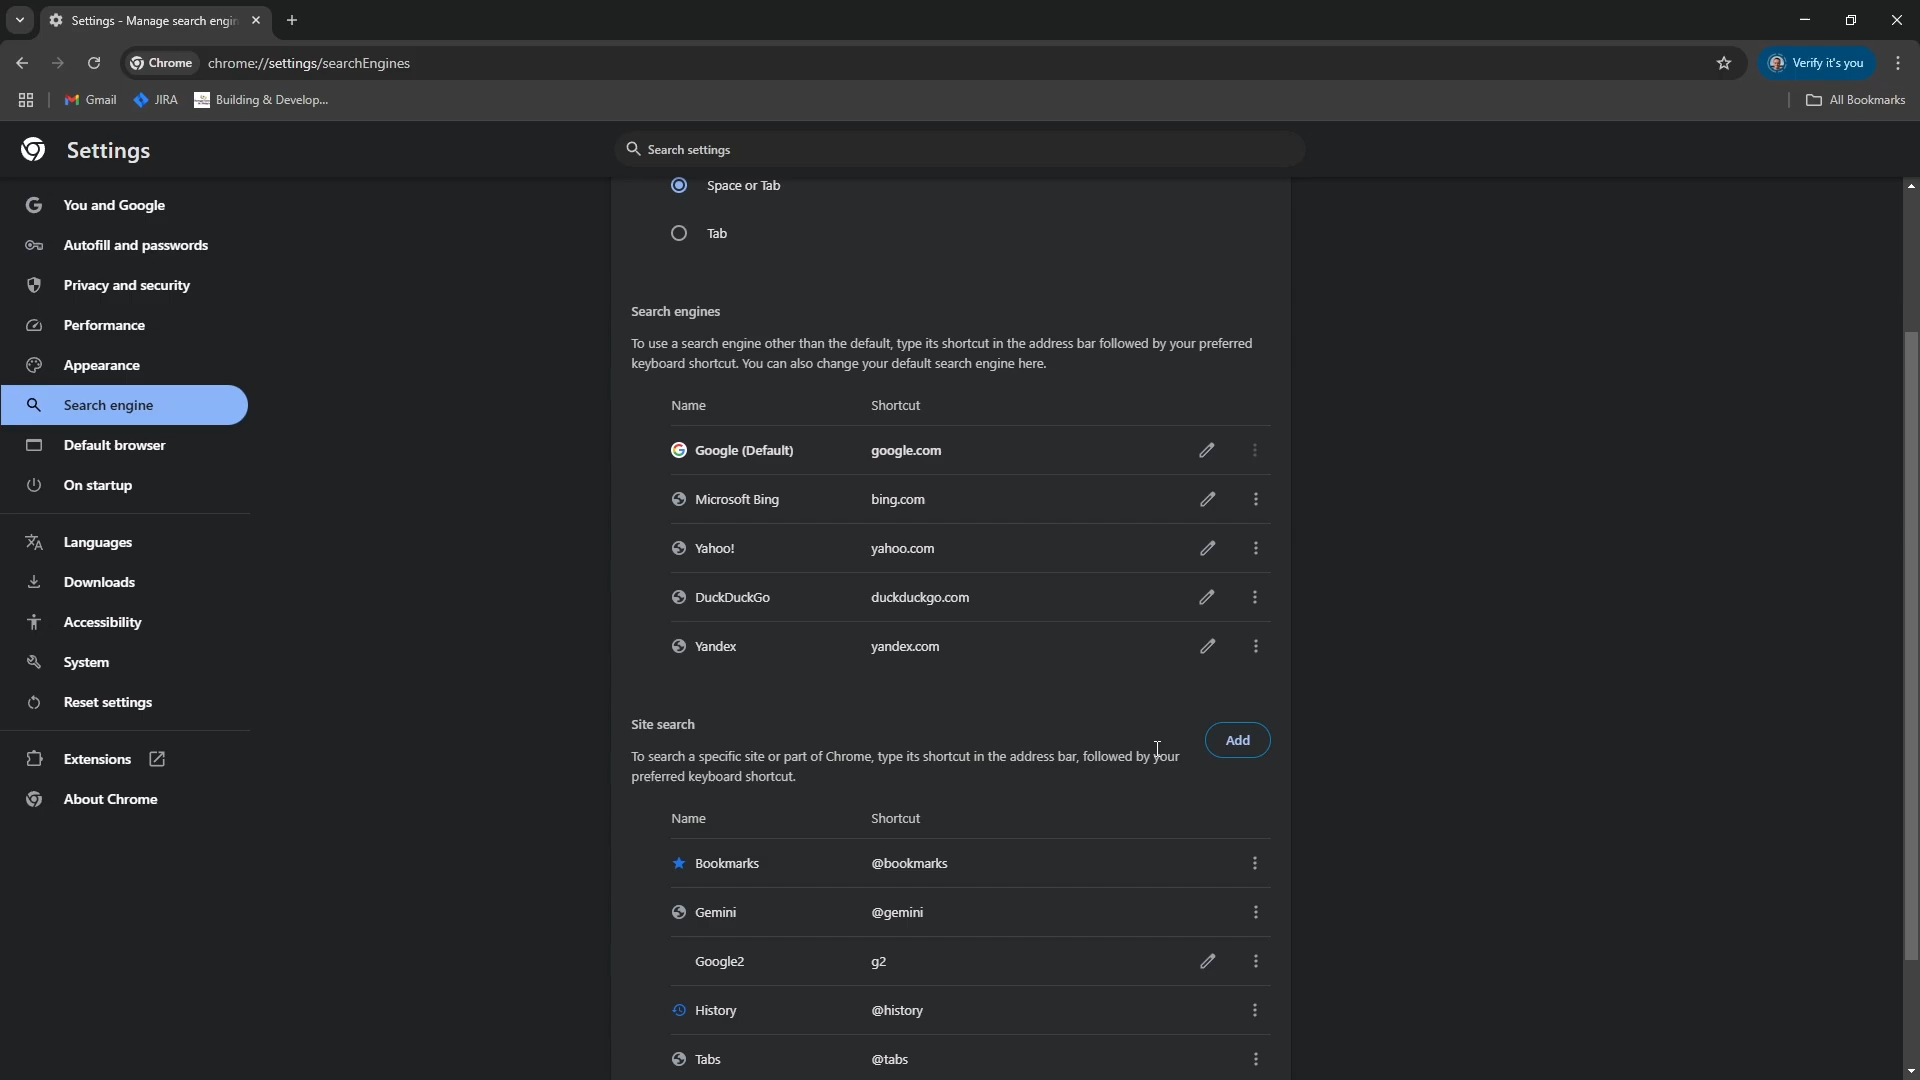 Settings - Manage search engin
Chrome
chrome://settings/searchEngines
Verify it's you
Gmail
JIRA
Building & Develop...
All Bookmarks
Settings
Search settings
You and Google
Autofill and passwords
Privacy and security
Performance
Appearance
Search engine
Default browser
On startup
Languages
Downloads
Accessibility
System
Reset settings
Extensions
About Chrome
Space or Tab
Tab
Search engines
To use a search engine other than the default, type its shortcut in the address bar followed by your preferred
keyboard shortcut. You can also change your default search engine here.
Name Shortcut
Google (Default) google.com
Microsoft Bing bing.com
Yahoo! yahoo.com
DuckDuckGo duckduckgo.com
Yandex yandex.com
Site search
Add
To search a specific site or part of Chrome, type its shortcut in the address bar, followed by your
preferred keyboard shortcut.
Name Shortcut
Bookmarks @bookmarks
Gemini @gemini
Google2 g2
History @history
Tabs @tabs